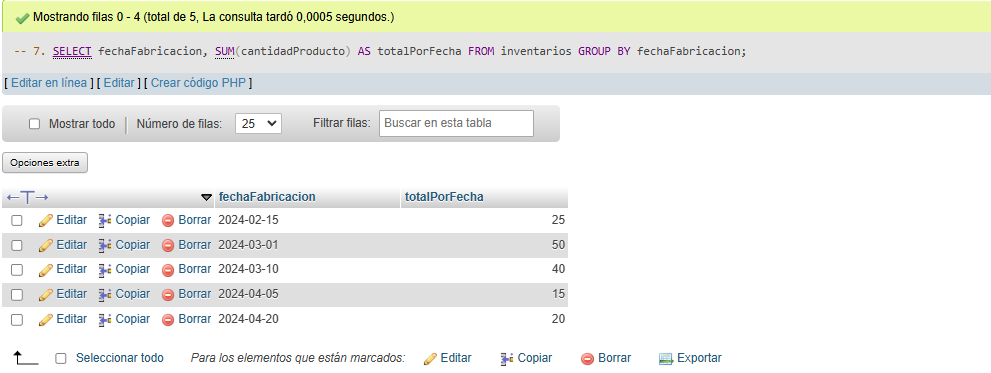 Mostrando filas 0 - 4 (total de 5, La consulta tardó 0,0005 segundos.)
-- 7. SELECT fechaFabricacion, SUM(cantidadProducto) AS totalPorFecha FROM inventarios GROUP BY fechaFabricacion;
[ Editar en línea ] [ Editar ] [ Crear código PHP ]
Mostrar todo | Número de filas: 25 Filtrar filas: Buscar en esta tabla
Opciones extra
←T→ fechaFabricacion totalPorFecha
Editar Copiar Borrar 2024-02-15 25
Editar Copiar Borrar 2024-03-01 50
Editar Copiar Borrar 2024-03-10 40
Editar Copiar Borrar 2024-04-05 15
Editar Copiar Borrar 2024-04-20 20
Seleccionar todo Para los elementos que están marcados: Editar Copiar Borrar Exportar